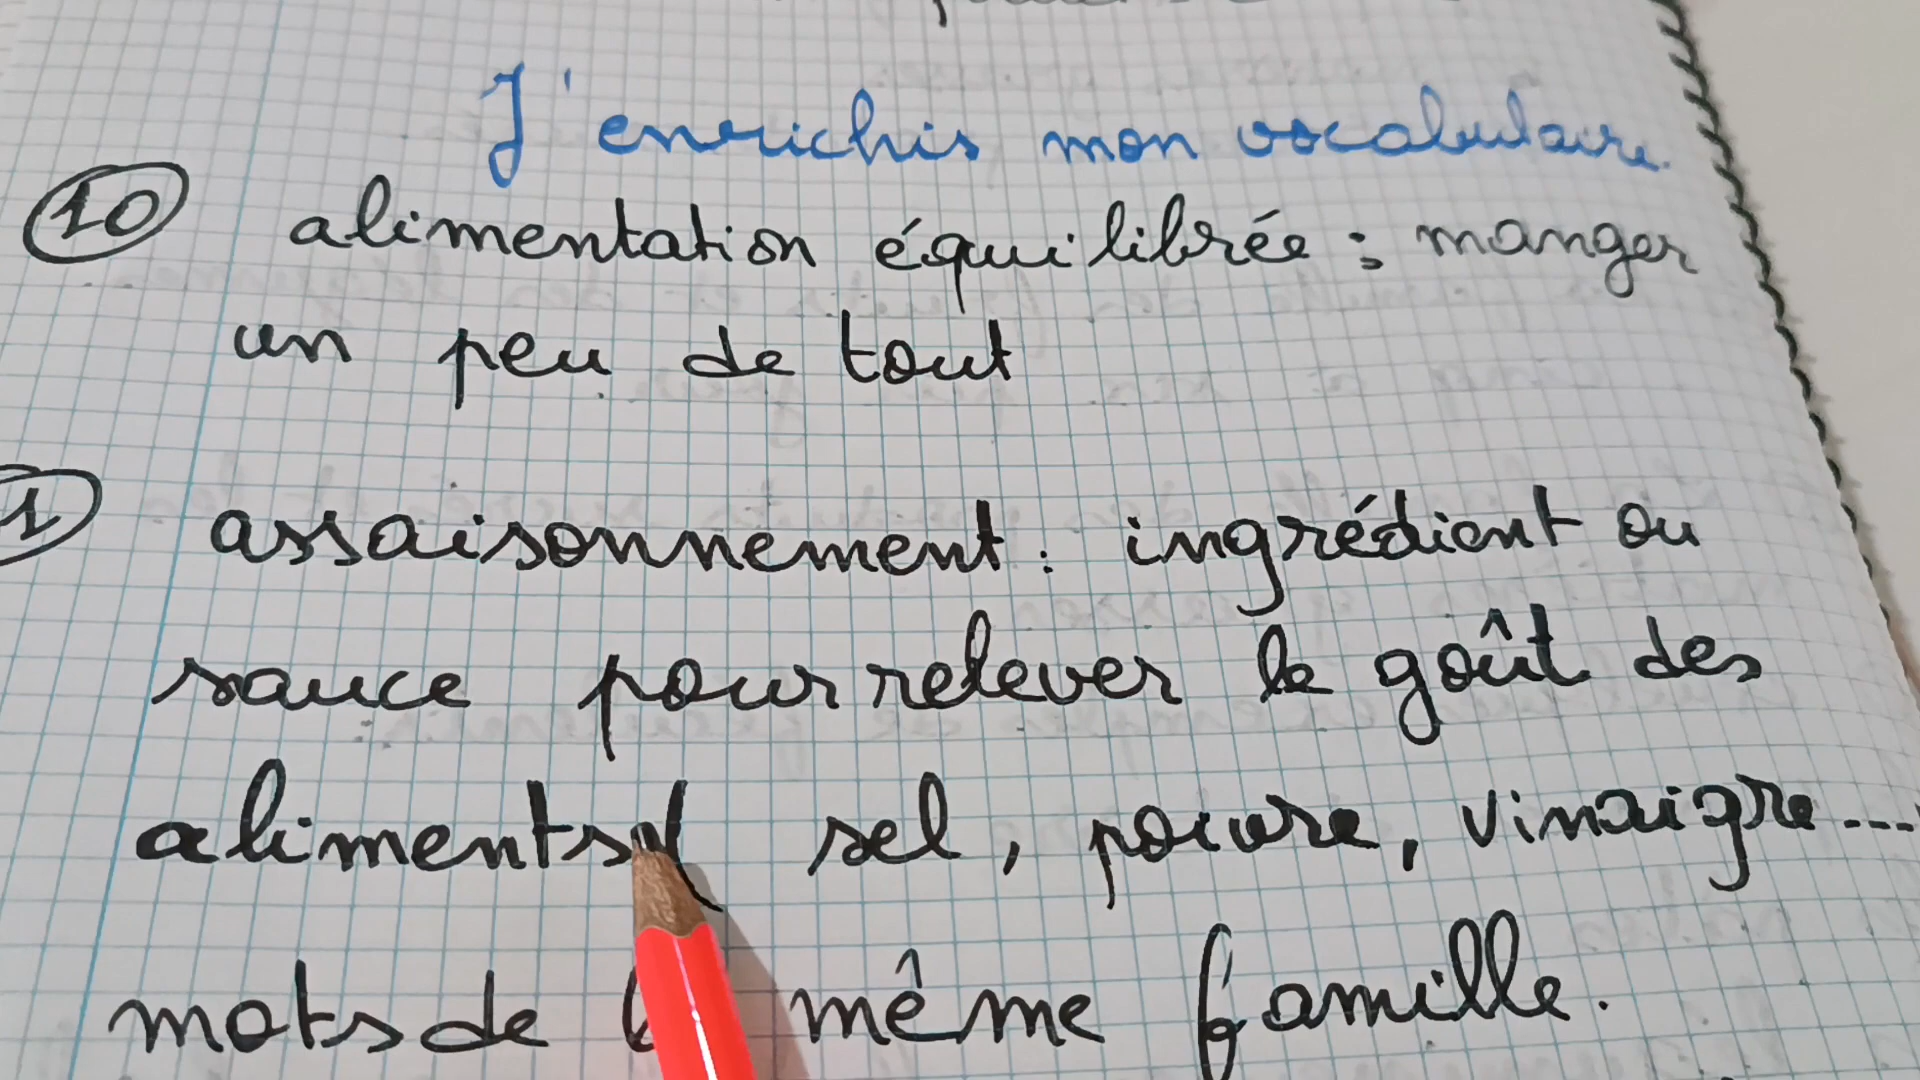 J'enrichis mon vocabulaire.
10 alimentation équilibrée : manger
un peu de tout
1 assaisonnement : ingrédient ou
sauce pour relever le goût des
aliments ( sel, poivre, vinaigre...
mots de même famille.